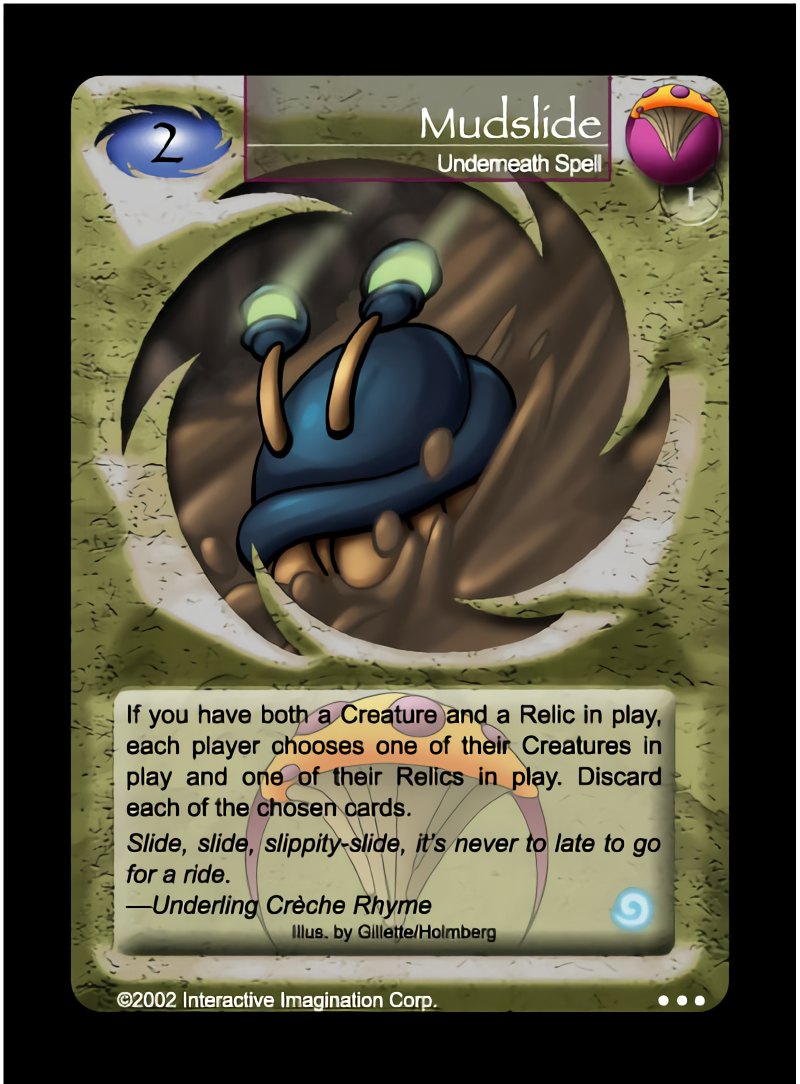 2
Mudslide
Underneath Spell
I
If you have both a Creature and a Relic in play,
each player chooses one of their Creatures in
play and one of their Relics in play. Discard
each of the chosen cards.
Slide, slide, slippity-slide, it's never to late to go
for a ride.
—Underling Crèche Rhyme
Illus. by Gillette/Holmberg
©2002 Interactive Imagination Corp.